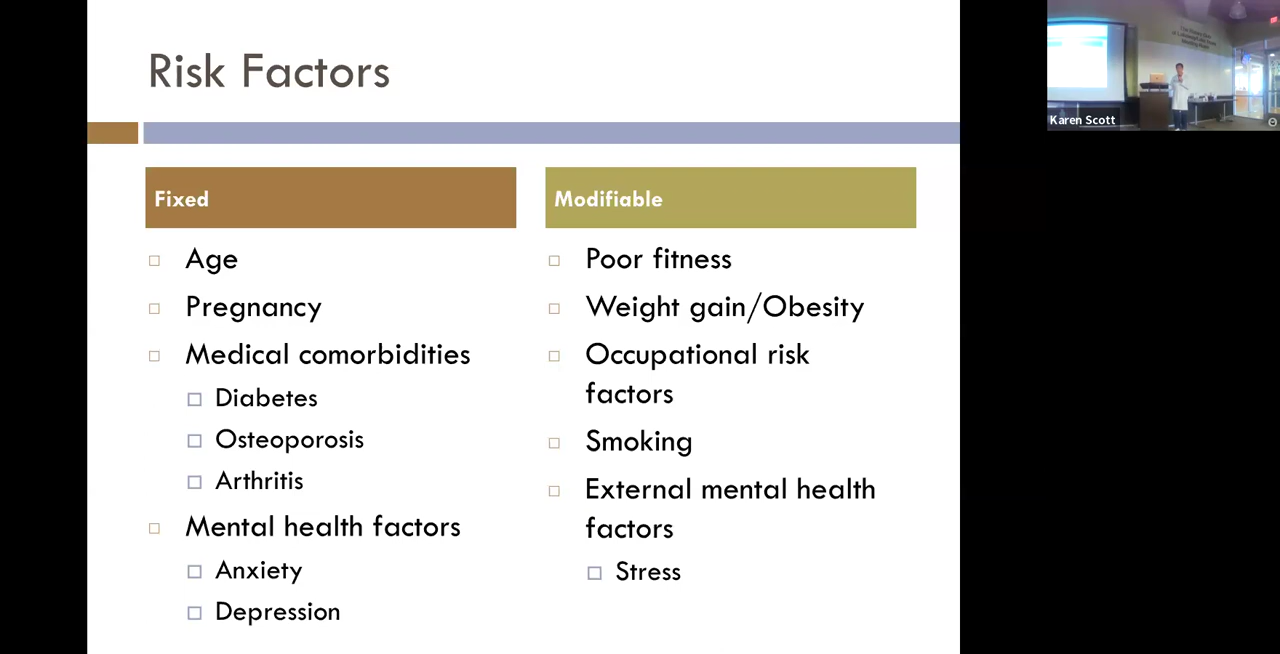 Risk Factors
Fixed
Age
Pregnancy
Medical comorbidities
Diabetes
Osteoporosis
Arthritis
Mental health factors
Anxiety
Depression
Modifiable
Poor fitness
Weight gain/Obesity
Occupational risk
factors
Smoking
External mental health
factors
Stress
Karen Scott